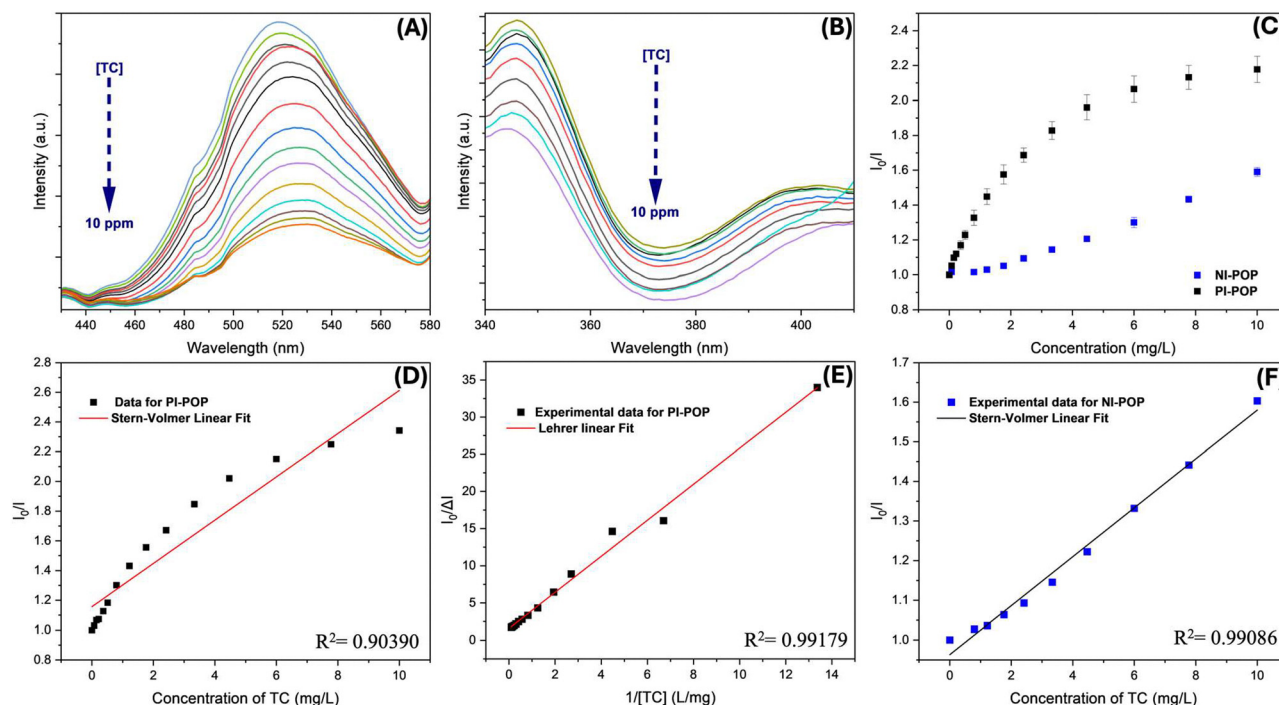 (A)
[TC]
10 ppm
Intensity (a.u.)
440 460 480 500 520 540 560 580
Wavelength (nm)
(B)
[TC]
10 ppm
Intensity (a.u.)
340 360 380 400
Wavelength (nm)
(C)
2.4
2.2
2.0
1.8
1.6
1.4
1.2
1.0
0.8
I0/I
NI-POP
PI-POP
0 2 4 6 8 10
Concentration (mg/L)
(D)
2.8
2.6
2.4
2.2
2.0
1.8
1.6
1.4
1.2
1.0
0.8
I0/I
Data for PI-POP
Stern-Volmer Linear Fit
R²= 0.90390
0 2 4 6 8 10
Concentration of TC (mg/L)
(E)
35
30
25
20
15
10
5
0
I0/ΔI
Experimental data for PI-POP
Lehrer linear Fit
R²= 0.99179
0 2 4 6 8 10 12 14
1/[TC] (L/mg)
(F)
1.7
1.6
1.5
1.4
1.3
1.2
1.1
1.0
I0/I
Experimental data for NI-POP
Stern-Volmer Linear Fit
R²= 0.99086
0 2 4 6 8 10
Concentration of TC (mg/L)